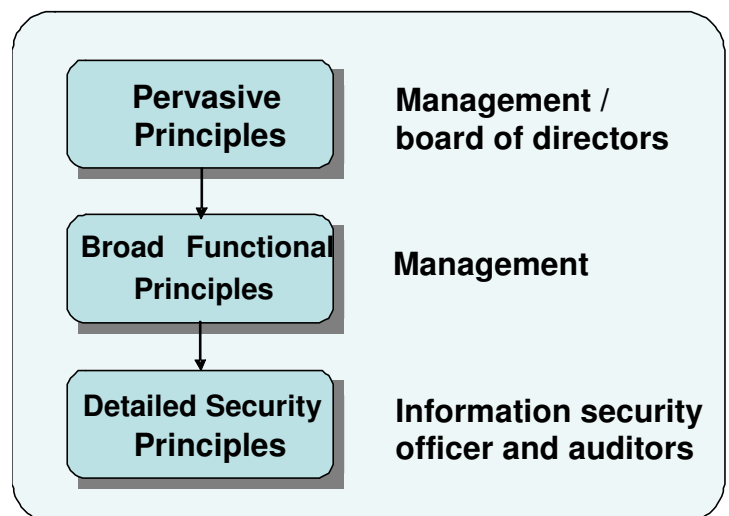 Pervasive
Principles
Management /
board of directors
Broad Functional
Principles
Management
Detailed Security
Principles
Information security
officer and auditors